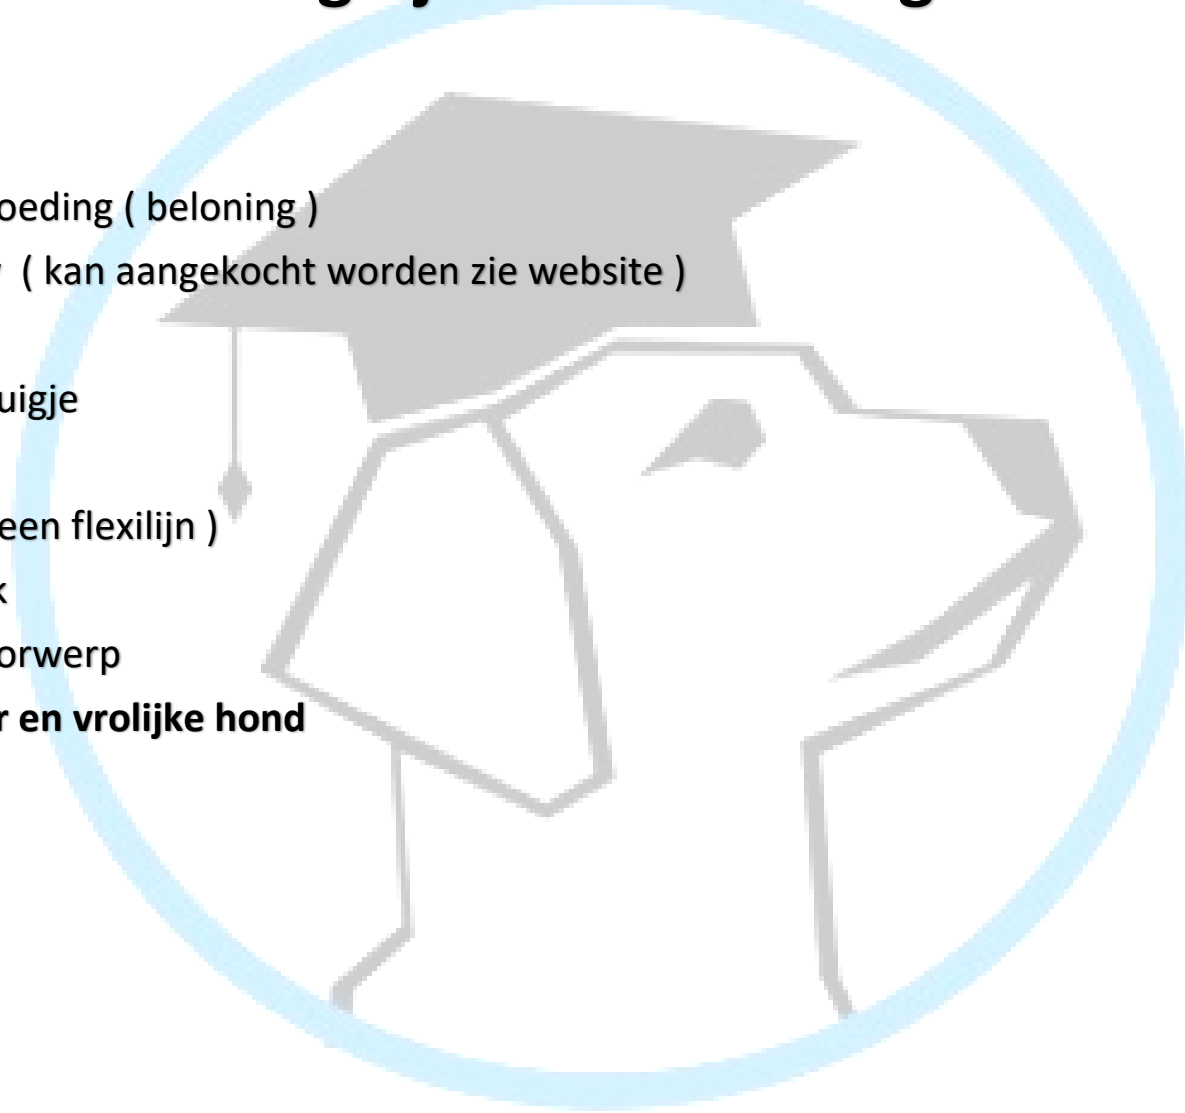 oeding ( beloning )
( kan aangekocht worden zie website )
uigje
een flexilijn )
k
orwerp
r en vrolijke hond